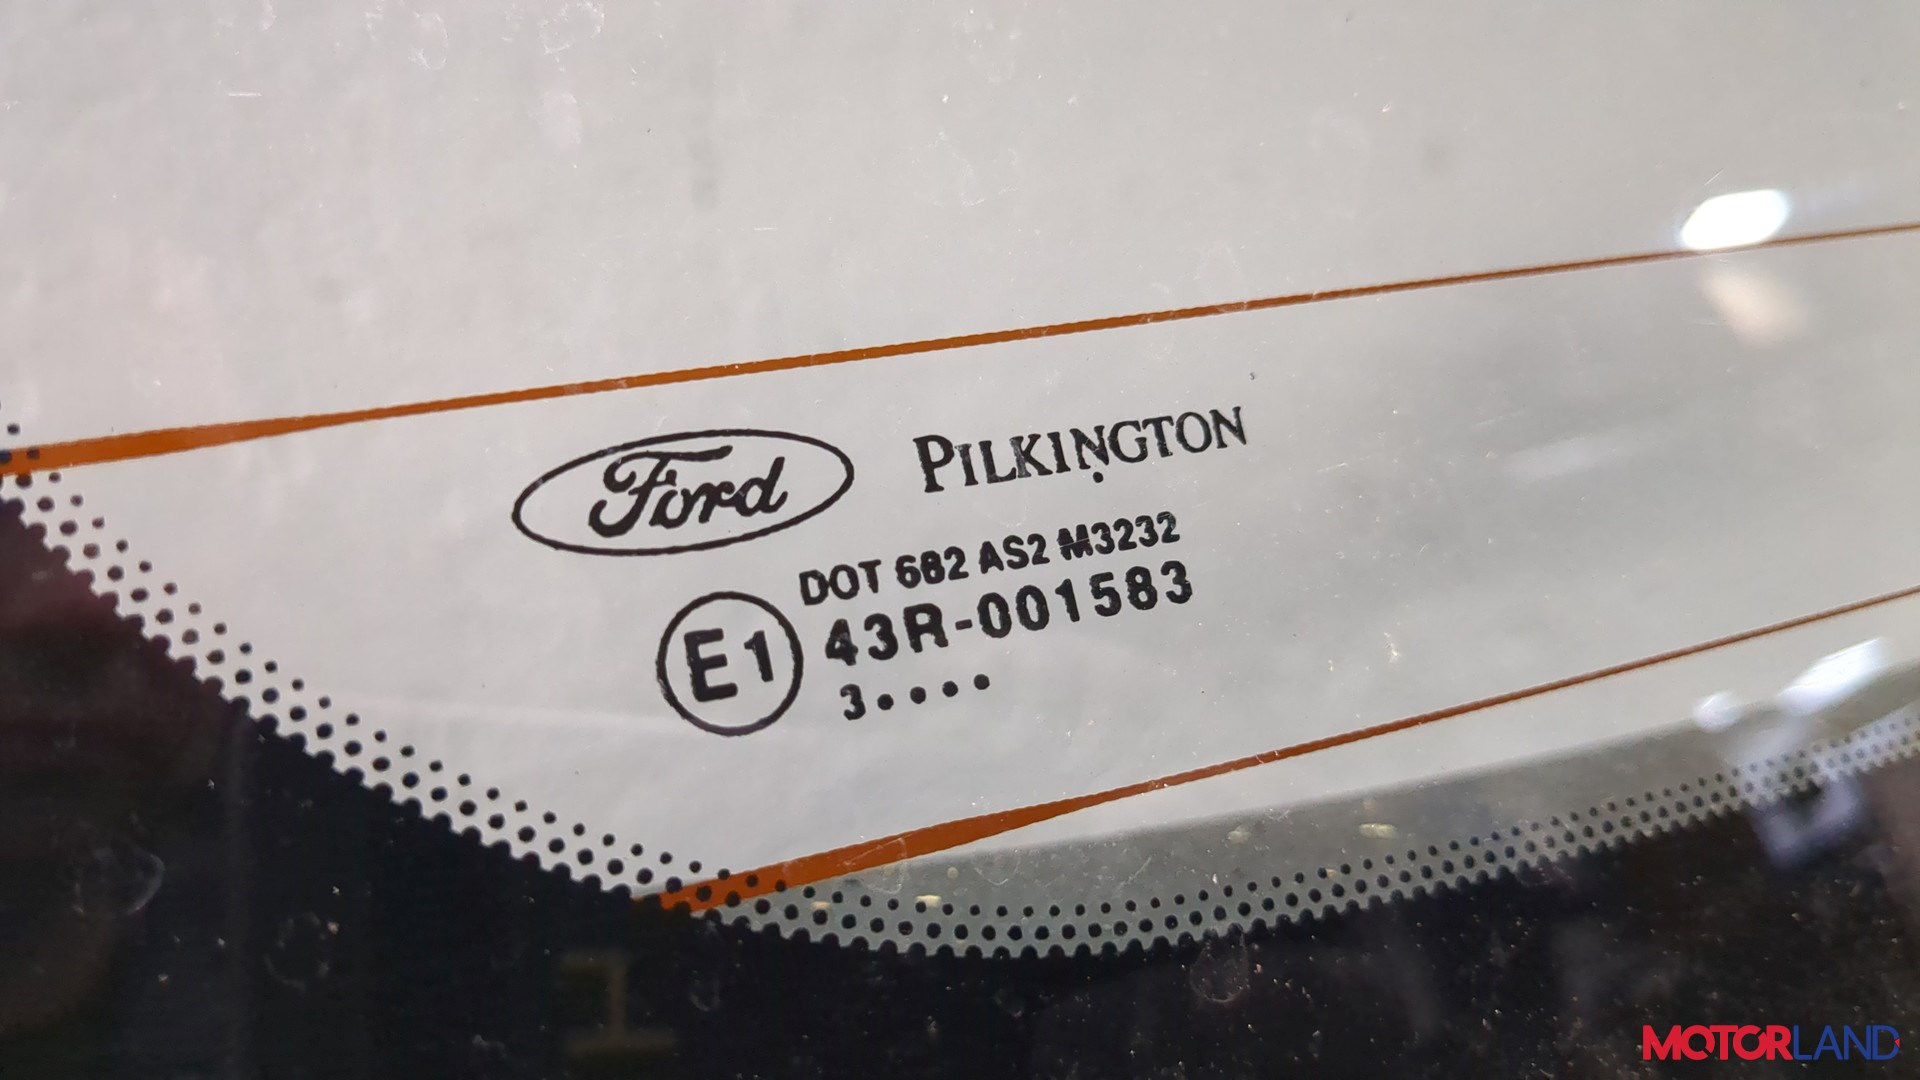 Ford
PILKINGTON
DOT 682 AS2 M3232
E1
43R-001583
3••••
MOTORLAND